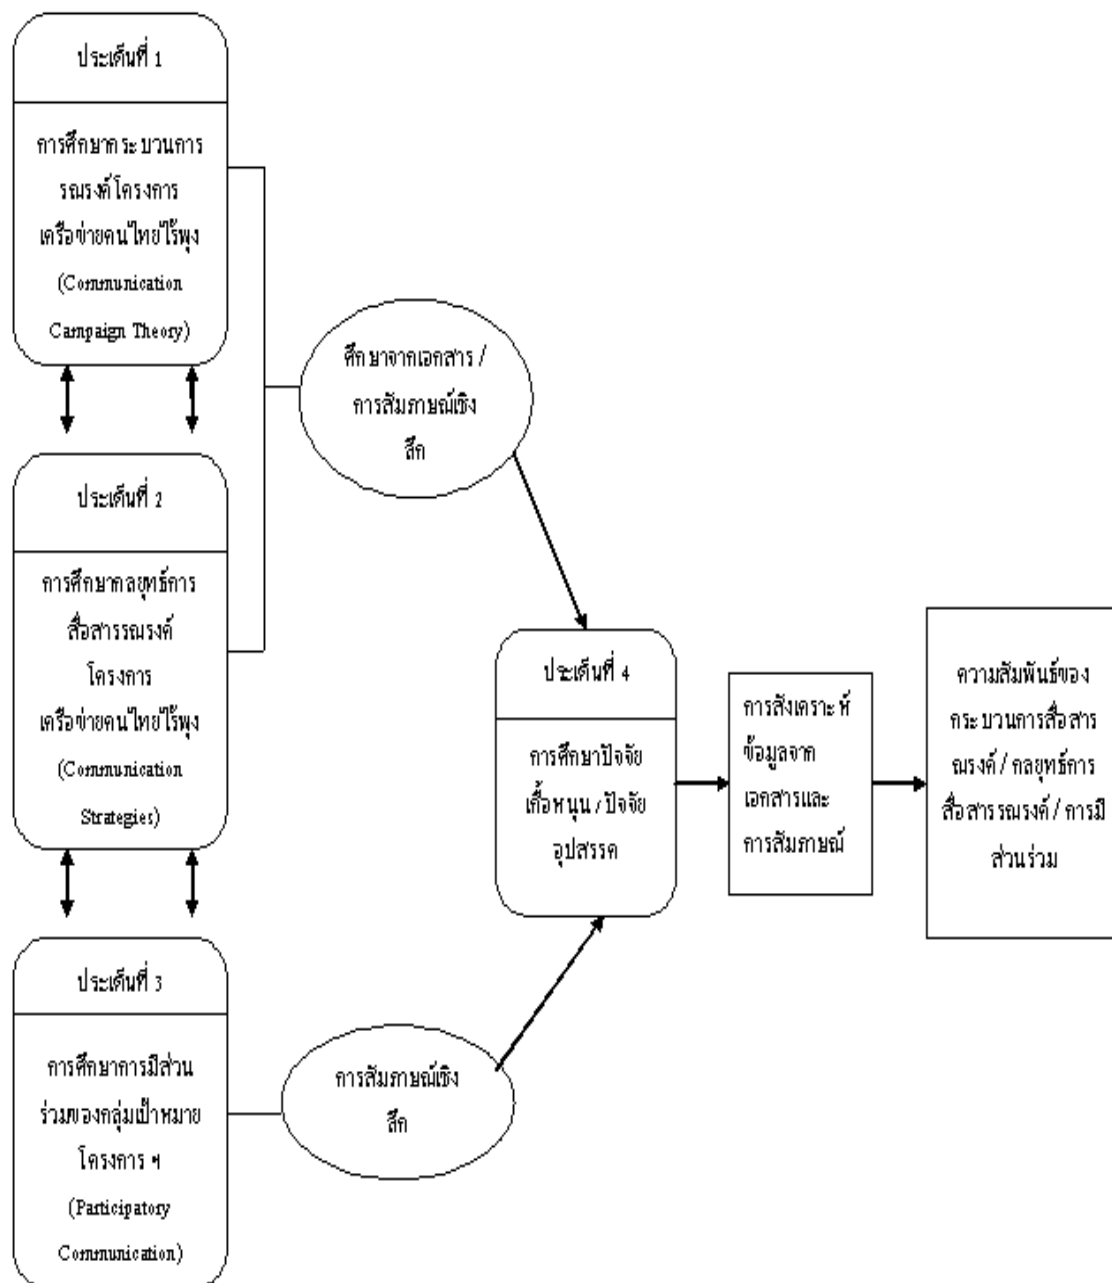 ประเด็นที่ 1
การศึกษากระบวนการ
รณรงค์โครงการ
เครือข่ายคนไทยไร้พุง
(Communication
Campaign Theory)
ประเด็นที่ 2
การศึกษากลยุทธ์การ
สื่อสารรณรงค์
โครงการ
เครือข่ายคนไทยไร้พุง
(Communication
Strategies)
ประเด็นที่ 3
การศึกษาการมีส่วน
ร่วมของกลุ่มเป้าหมาย
โครงการ ฯ
(Participatory
Communication)
ศึกษาจากเอกสาร /
การสัมภาษณ์เชิง
ลึก
การสัมภาษณ์เชิง
ลึก
ประเด็นที่ 4
การศึกษาปัจจัย
เกื้อหนุน / ปัจจัย
อุปสรรค
การสังเคราะห์
ข้อมูลจาก
เอกสารและ
การสัมภาษณ์
ความสัมพันธ์ของ
กระบวนการสื่อสาร
ณรงค์ / กลยุทธ์การ
สื่อสารรณรงค์ / การมี
ส่วนร่วม